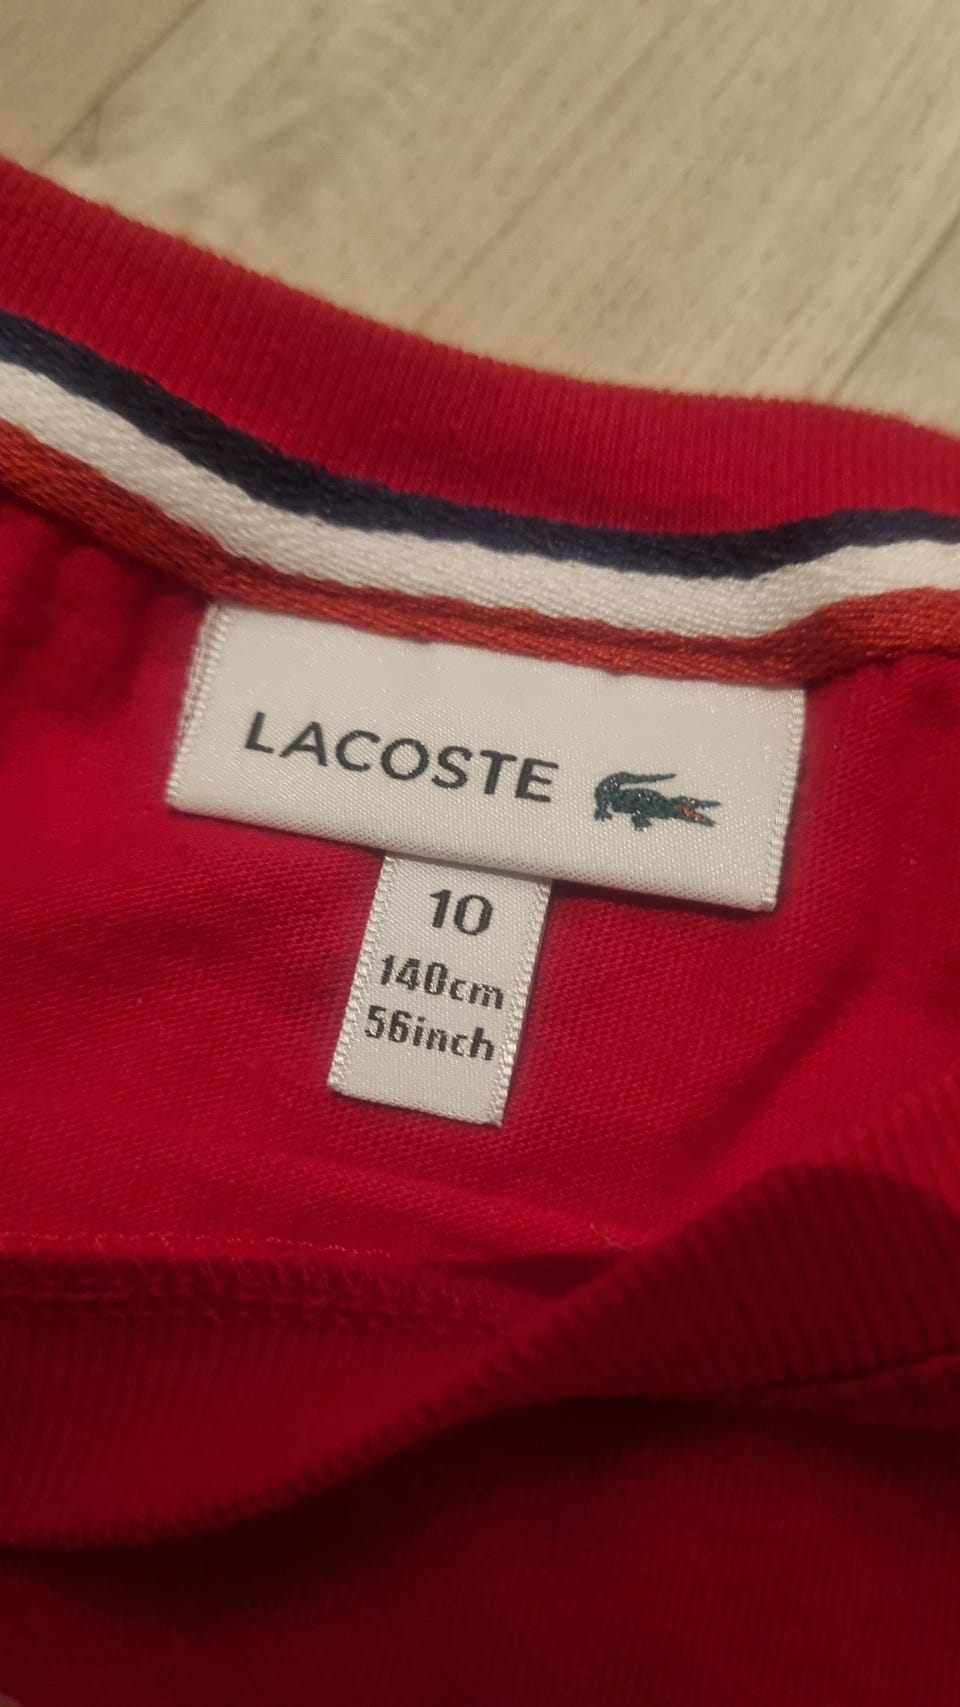 LACOSTE
10
140cm
56inch